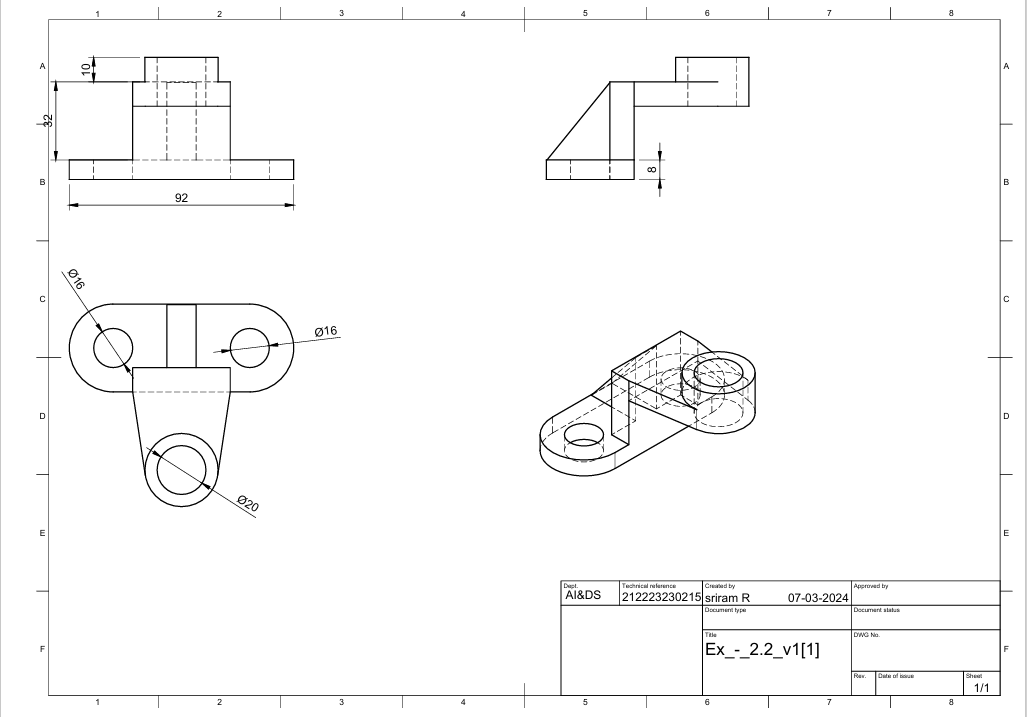 1 2 3 4 5 6 7 8
A A
10
32
8
B B
92
Ø16
C C
Ø16
D D
Ø20
E E
Dept. Technical reference Created by Approved by
AI&DS 212223230215 sriram R 07-03-2024
Document type Document status
Title DWG No.
Ex_-_2.2_v1[1]
F F
Rev. Date of issue Sheet
1/1
1 2 3 4 5 6 7 8